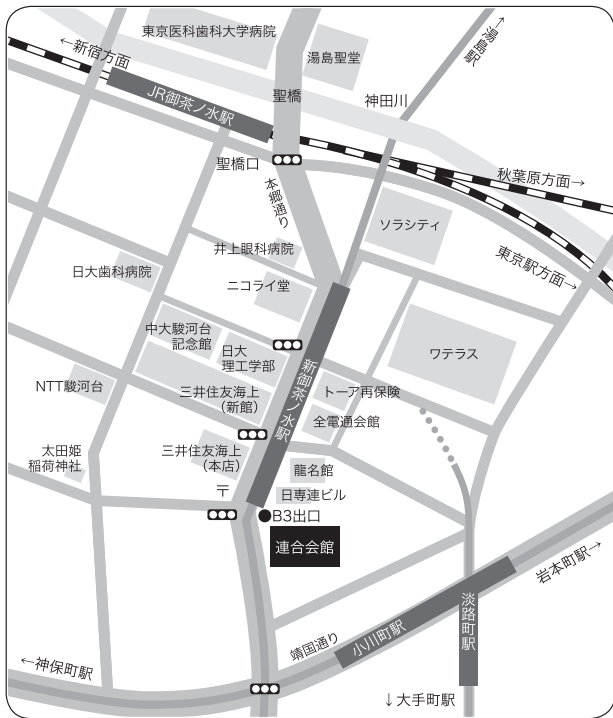 東京医科歯科大学病院
湯島聖堂
湯島駅→
←新宿方面
JR御茶ノ水駅
聖橋
神田川
聖橋口
秋葉原方面→
本郷通り
ソラシティ
東京駅方面→
井上眼科病院
日大歯科病院
ニコライ堂
中大駿河台
記念館
日大
理工学部
新御茶ノ水駅
ワテラス
NTT駿河台
三井住友海上
(新館)
トーア再保険
全電通会館
太田姫
稲荷神社
三井住友海上
(本店)
龍名館
〒
日専連ビル
B3出口
連合会館
岩本町駅→
淡路町駅
小川町駅
靖国通り
←神保町駅
↓大手町駅